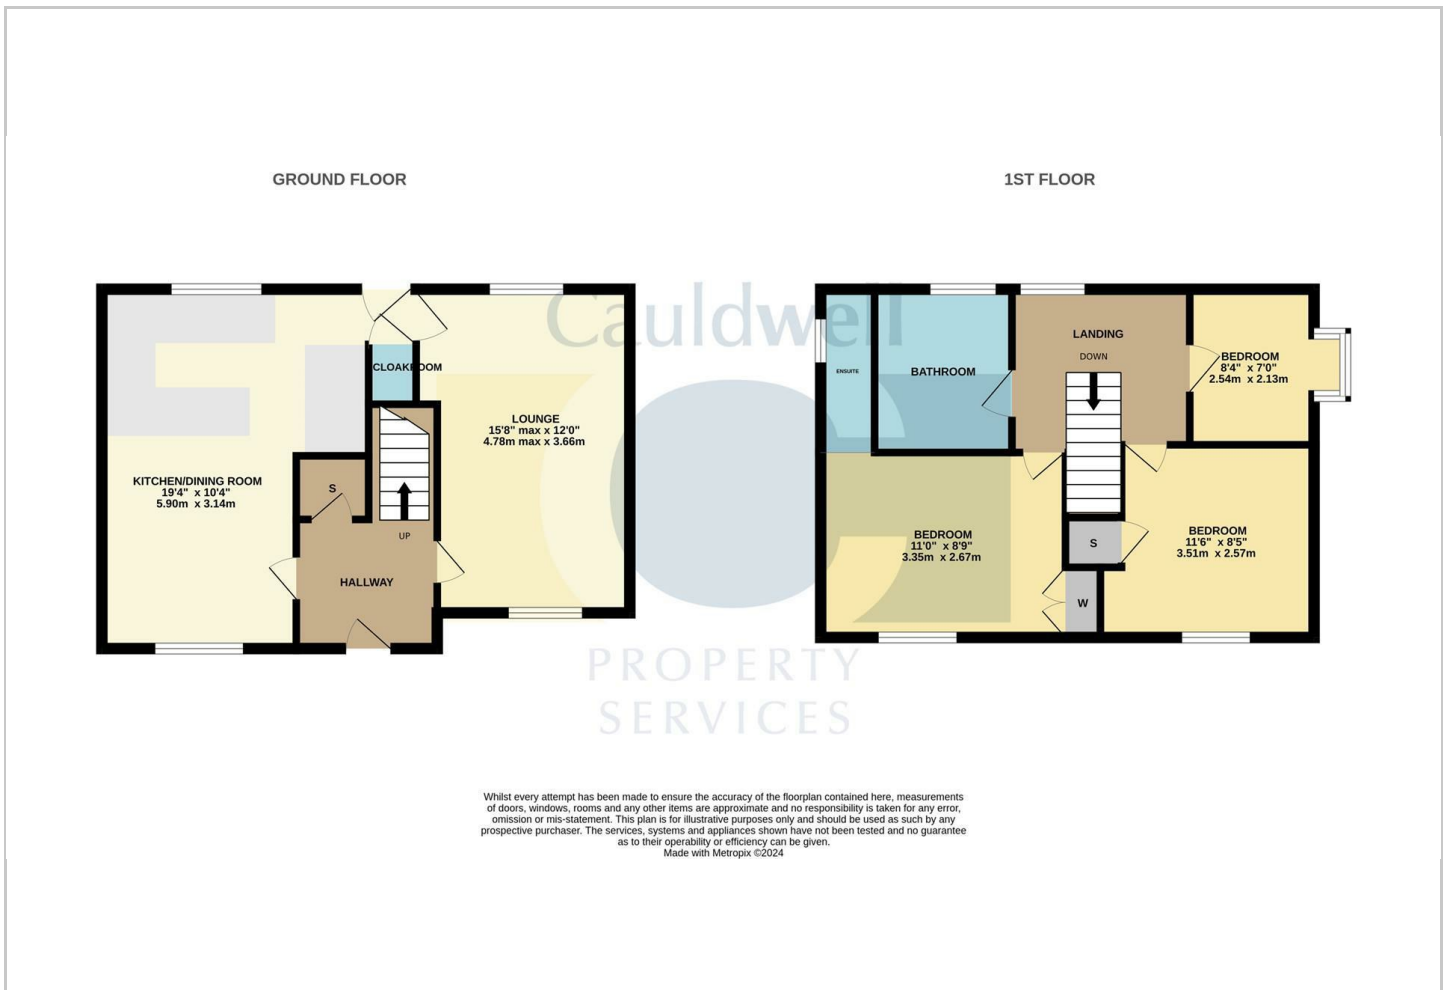 GROUND FLOOR
1ST FLOOR
Cauldwell
LANDING
DOWN
BEDROOM
8'4" x 7'0"
2.54m x 2.13m
ENSUITE
BATHROOM
CLOAKROOM
LOUNGE
15'8" max x 12'0"
4.78m max x 3.66m
KITCHEN/DINING ROOM
19'4" x 10'4"
5.90m x 3.14m
S
UP
HALLWAY
BEDROOM
11'0" x 8'9"
3.35m x 2.67m
S
W
BEDROOM
11'6" x 8'5"
3.51m x 2.57m
PROPERTY
SERVICES
Whilst every attempt has been made to ensure the accuracy of the floorplan contained here, measurements
of doors, windows, rooms and any other items are approximate and no responsibility is taken for any error,
omission or mis-statement. This plan is for illustrative purposes only and should be used as such by any
prospective purchaser. The services, systems and appliances shown have not been tested and no guarantee
as to their operability or efficiency can be given.
Made with Metropix ©2024